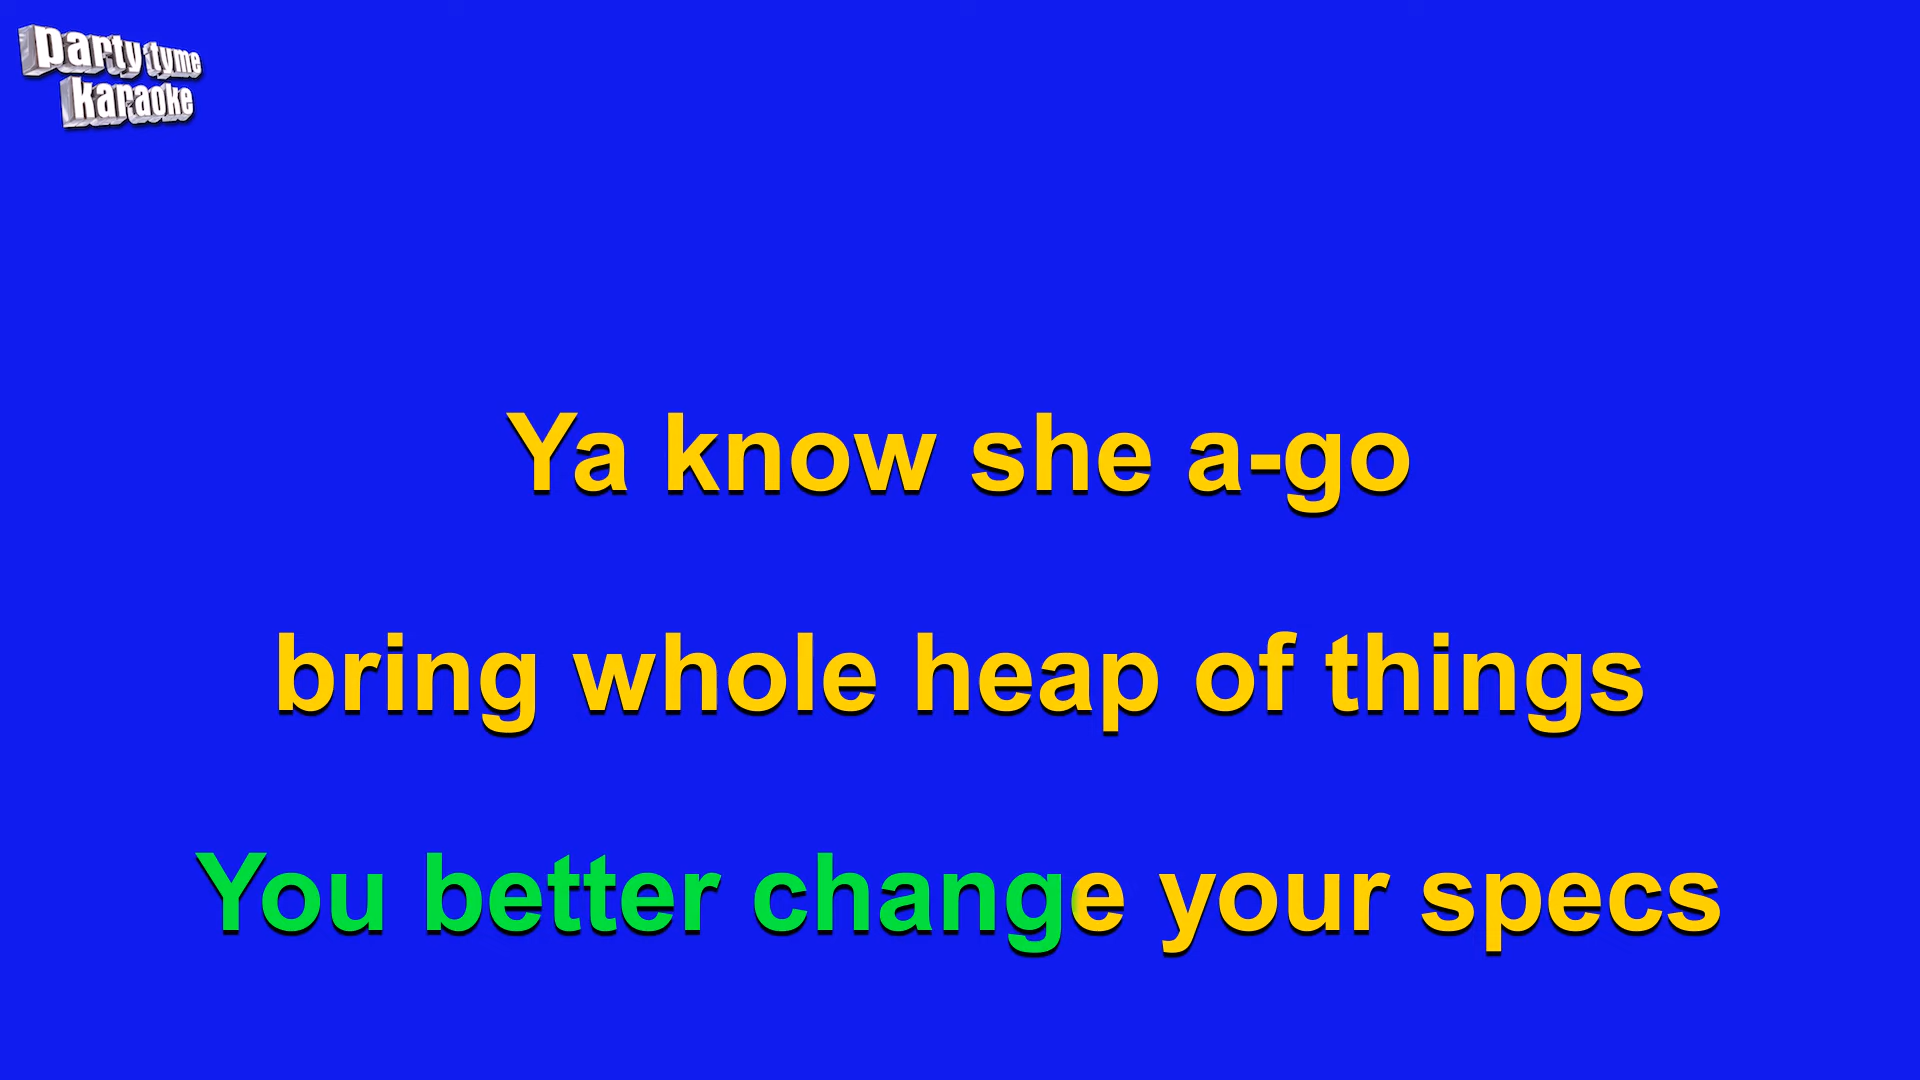 party tyme
karaoke
Ya know she a-go
bring whole heap of things
You better change your specs